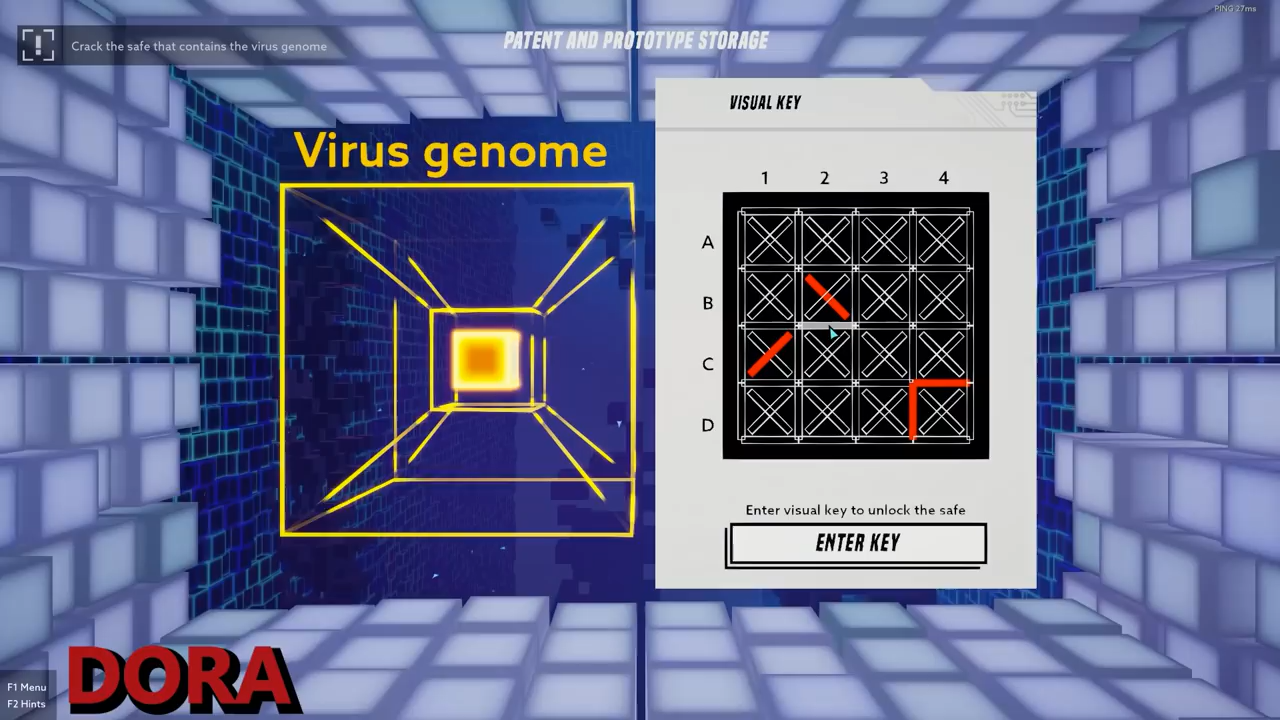 PING 27ms
Crack the safe that contains the virus genome
PATENT AND PROTOTYPE STORAGE
VISUAL KEY
Virus genome
1 2 3 4
A
B
C
D
Enter visual key to unlock the safe
ENTER KEY
DORA
F1 Menu
F2 Hints